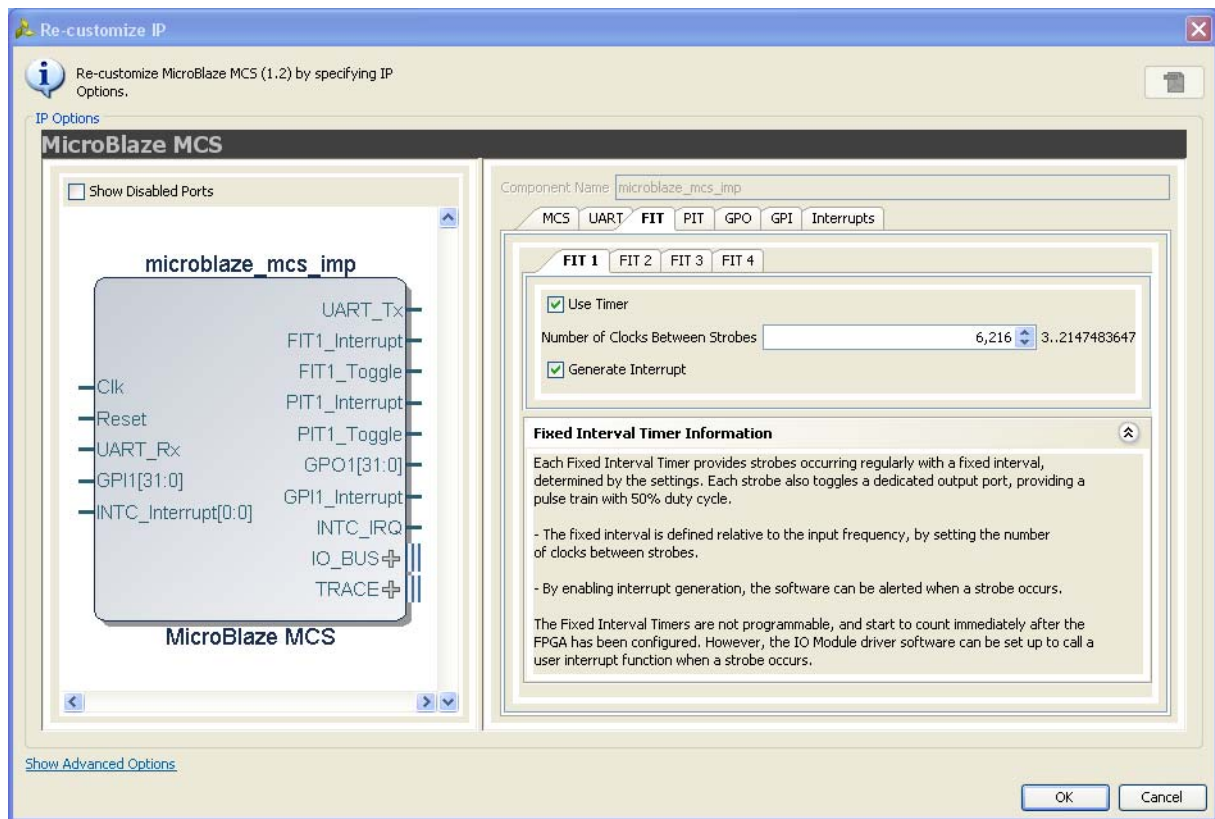 Re-customize IP
Re-customize MicroBlaze MCS (1.2) by specifying IP
Options.
IP Options
MicroBlaze MCS
Show Disabled Ports
microblaze_mcs_imp
Clk
Reset
UART_Rx
GPI1[31:0]
INTC_Interrupt[0:0]
UART_Tx
FIT1_Interrupt
FIT1_Toggle
PIT1_Interrupt
PIT1_Toggle
GPO1[31:0]
GPI1_Interrupt
INTC_IRQ
IO_BUS
TRACE
MicroBlaze MCS
Component Name microblaze_mcs_imp
MCS UART FIT PIT GPO GPI Interrupts
FIT 1 FIT 2 FIT 3 FIT 4
Use Timer
Number of Clocks Between Strobes 6,216 3..2147483647
Generate Interrupt
Fixed Interval Timer Information
Each Fixed Interval Timer provides strobes occurring regularly with a fixed interval,
determined by the settings. Each strobe also toggles a dedicated output port, providing a
pulse train with 50% duty cycle.
- The fixed interval is defined relative to the input frequency, by setting the number
of clocks between strobes.
- By enabling interrupt generation, the software can be alerted when a strobe occurs.
The Fixed Interval Timers are not programmable, and start to count immediately after the
FPGA has been configured. However, the IO Module driver software can be set up to call a
user interrupt function when a strobe occurs.
Show Advanced Options
OK Cancel